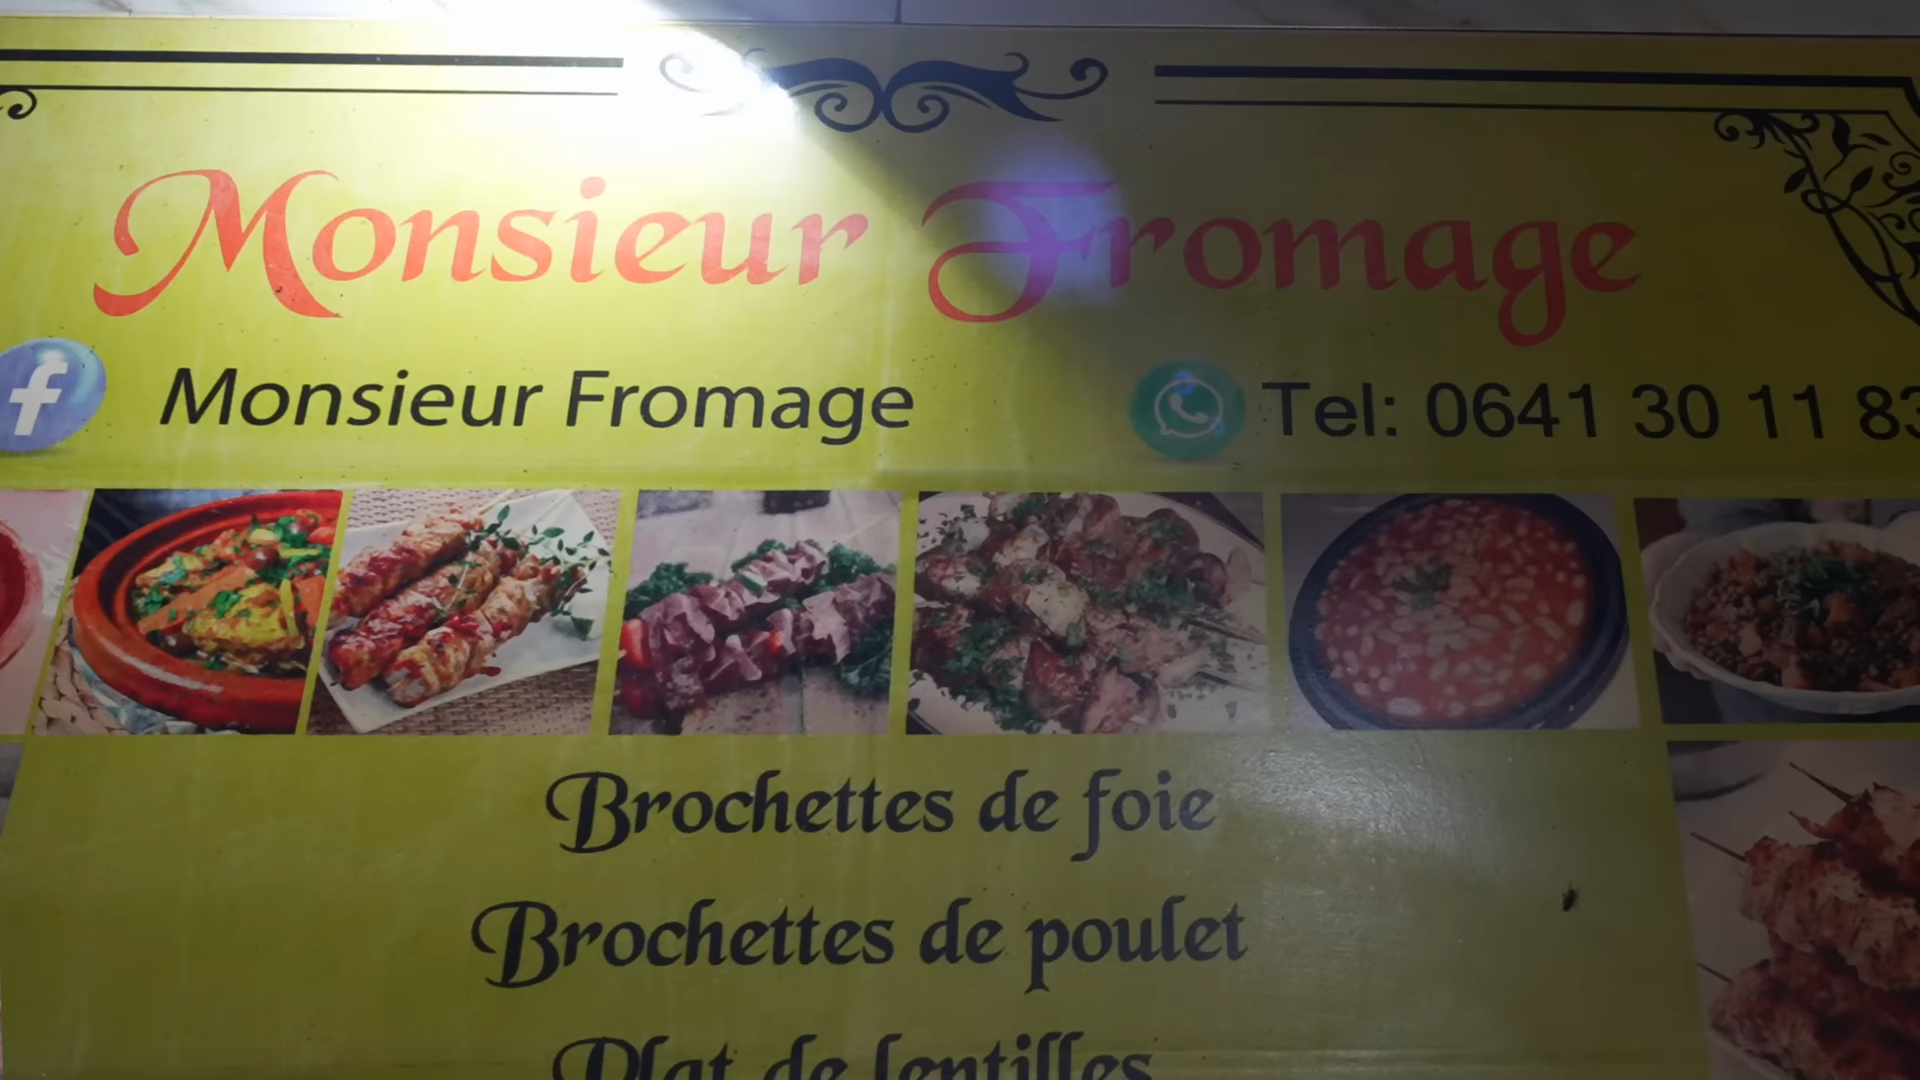 Monsieur Fromage
Monsieur Fromage
Tel: 0641 30 11 83
Brochettes de foie
Brochettes de poulet
Plat de lentilles